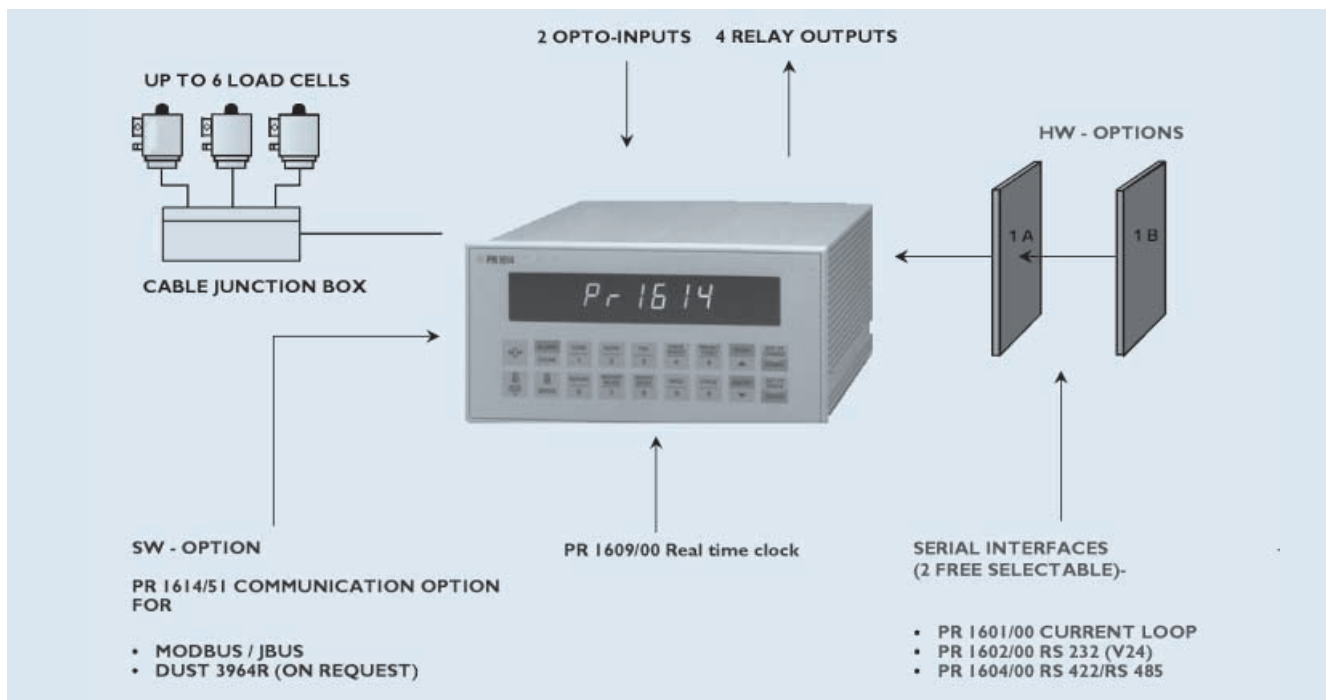 2 OPTO-INPUTS 4 RELAY OUTPUTS
UP TO 6 LOAD CELLS
HW - OPTIONS
1 A
1 B
CABLE JUNCTION BOX
PR 1614
Pr 1614
SW - OPTION
PR 1614/51 COMMUNICATION OPTION
FOR
• MODBUS / JBUS
• DUST 3964R (ON REQUEST)
PR 1609/00 Real time clock
SERIAL INTERFACES
(2 FREE SELECTABLE)-
• PR 1601/00 CURRENT LOOP
• PR 1602/00 RS 232 (V24)
• PR 1604/00 RS 422/RS 485